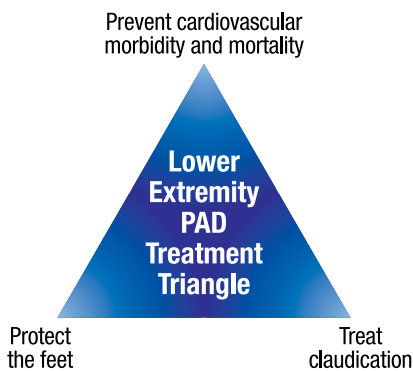 Prevent cardiovascular
morbidity and mortality
Lower
Extremity
PAD
Treatment
Triangle
Protect
the feet
Treat
claudication